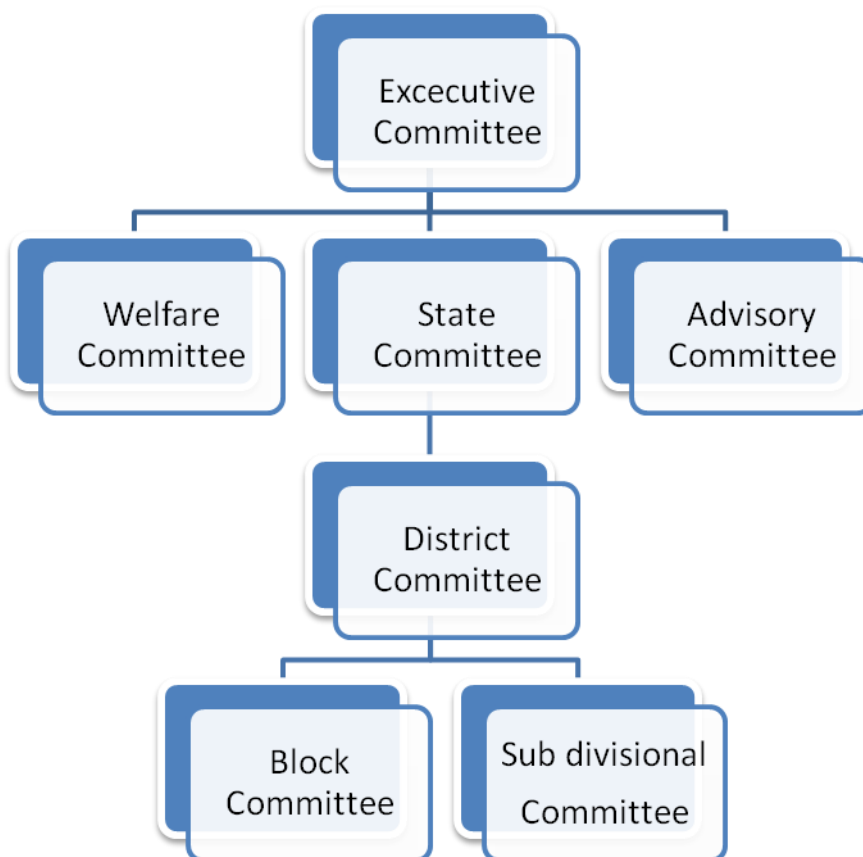 Excecutive
Committee
Welfare
Committee
State
Committee
Advisory
Committee
District
Committee
Block
Committee
Sub divisional
Committee